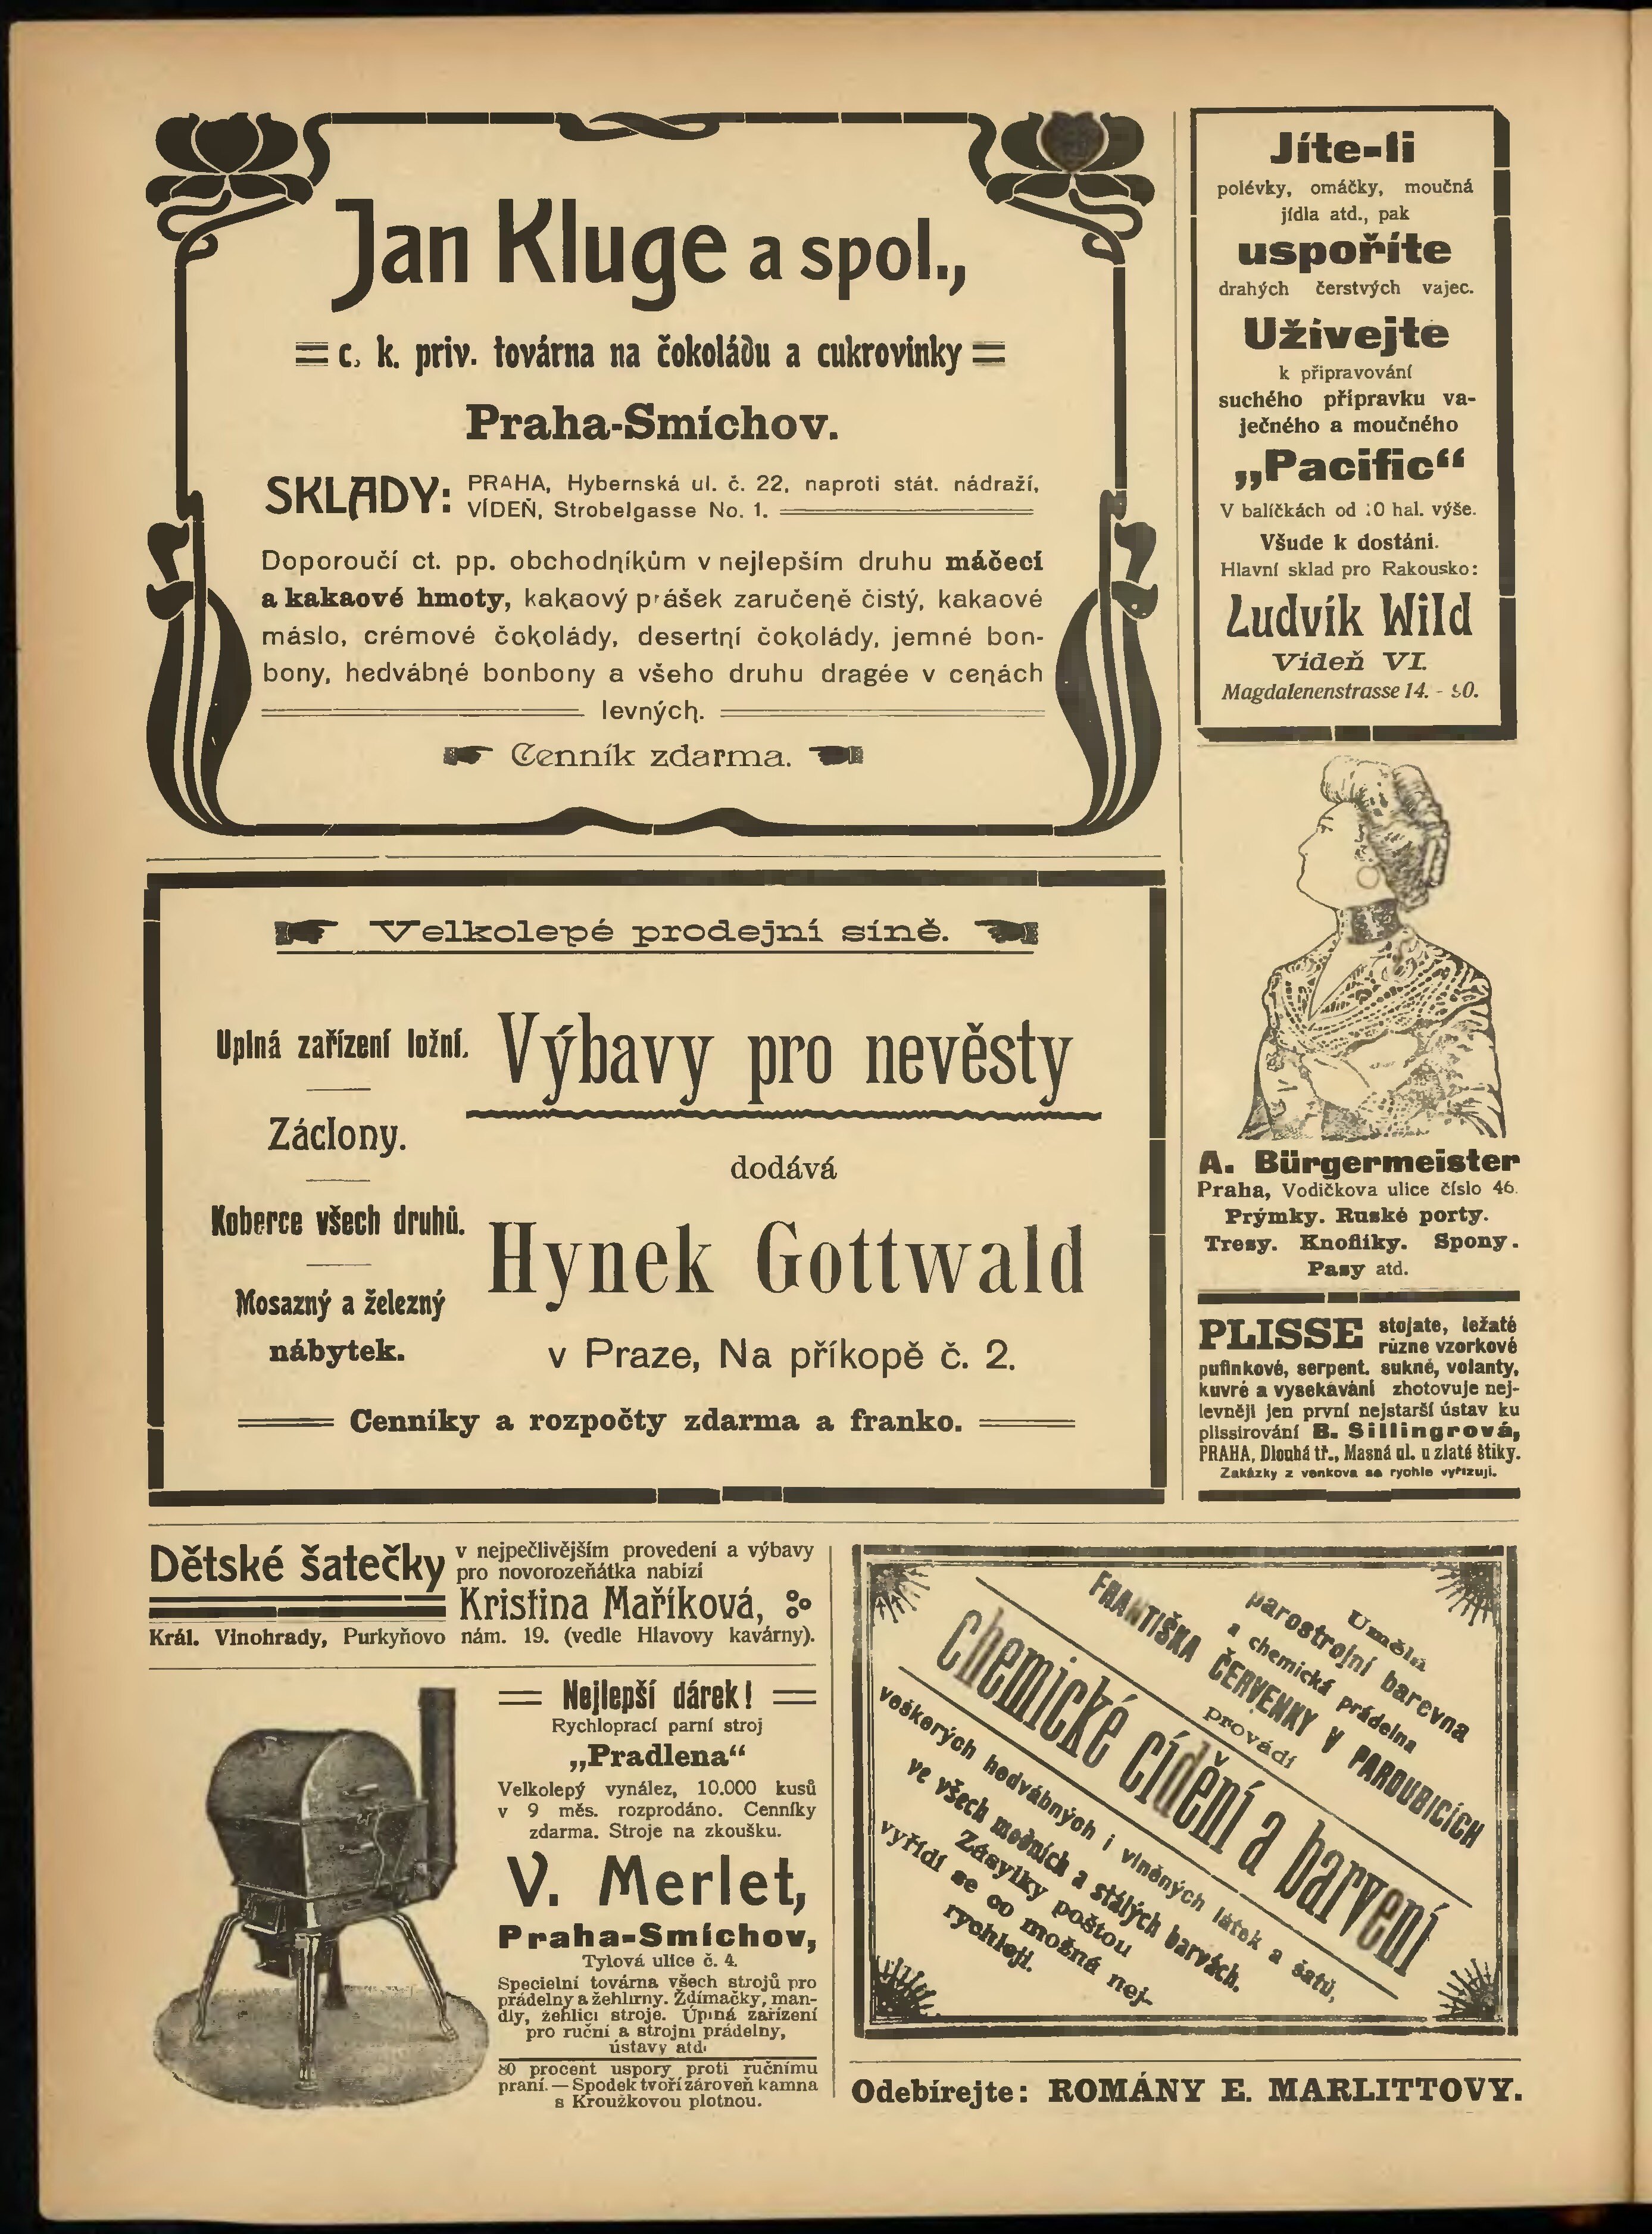 Jan Kluge a spol.,
c. k. priv. továrna na čokoládu a cukrovinky
Praha-Smíchov.
SKLADY: PRAHA, Hybernská ul. č. 22, naproti stát. nádraží,
VÍDEŇ, Strobelgasse No. 1.
Doporoučí ct. pp. obchodníkům v nejlepším druhu máčecí
a kakaové hmoty, kakaový prášek zaručeně čistý, kakaové
máslo, crémové čokolády, desertní čokolády, jemné bon-
bony, hedvábné bonbony a všeho druhu dragée v cenách
levných.
Cenník zdarma.
Jíte-li
polévky, omáčky, moučná
jídla atd., pak
uspoříte
drahých čerstvých vajec.
Užívejte
k připravování
suchého přípravku va-
ječného a moučného
„Pacific“
V balíčkách od 10 hal. výše.
Všude k dostání.
Hlavní sklad pro Rakousko:
Ludvík Wild
Vídeň VI.
Magdalenenstrasse 14. -
A. Bürgermeister
Praha, Vodičkova ulice číslo 46.
Prýmky. Ruské porty.
Tresy. Knoflíky. Spony.
Pasy atd.
PLISSE stojate, ležaté
různe vzorkové
pufinkové, serpent. sukně, volanty,
kuvré a vysekávání zhotovuje nej-
levněji jen první nejstarší ústav ku
plissirování B. Sillingrová,
PRAHA, Dlouhá tř., Masná ul. u zlaté štiky.
Zakázky z venkova se rychle vyřizují.
Velkolepé prodejní síně.
Uplná zařízení ložní.
Záclony.
Koberce všech druhů.
Mosazný a železný
nábytek.
Výbavy pro nevěsty
dodává
Hynek Gottwald
v Praze, Na příkopě č. 2.
Cenníky a rozpočty zdarma a franko.
Dětské šatečky v nejpečlivějším provedení a výbavy
pro novorozeňátka nabízí
Kristina Maříková,
Král. Vinohrady, Purkyňovo nám. 19. (vedle Hlavovy kavárny).
Nejlepší dárek!
Rychloprací parní stroj
„Pradlena“
Velkolepý vynález, 10.000 kusů
v 9 měs. rozprodáno. Cenníky
zdarma. Stroje na zkoušku.
V. Merlet,
Praha-Smíchov,
Tylová ulice č. 4.
Specielní továrna všech strojů pro
prádelny a žehlírny. Ždímačky, man-
dly, žehlící stroje. Úplná zařízení
pro ruční a strojní prádelny,
ústavy atd.
80 procent uspory proti ručnímu
praní. — Spodek tvoří zároveň kamna
s Kroužkovou plotnou.
Umělá
parostrojní barevna
a chemická prádelna
FRANTIŠKA ČERVENKY V PARDUBICÍCH
provádí
Chemické cídění a barvení
veškerých hedvábných i vlněných látek a šatů,
ve všech modních a stálých barvách.
Zásylky poštou
vyřídí se co možná nej-
rychleji.
Odebírejte: ROMÁNY E. MARLITTOVY.